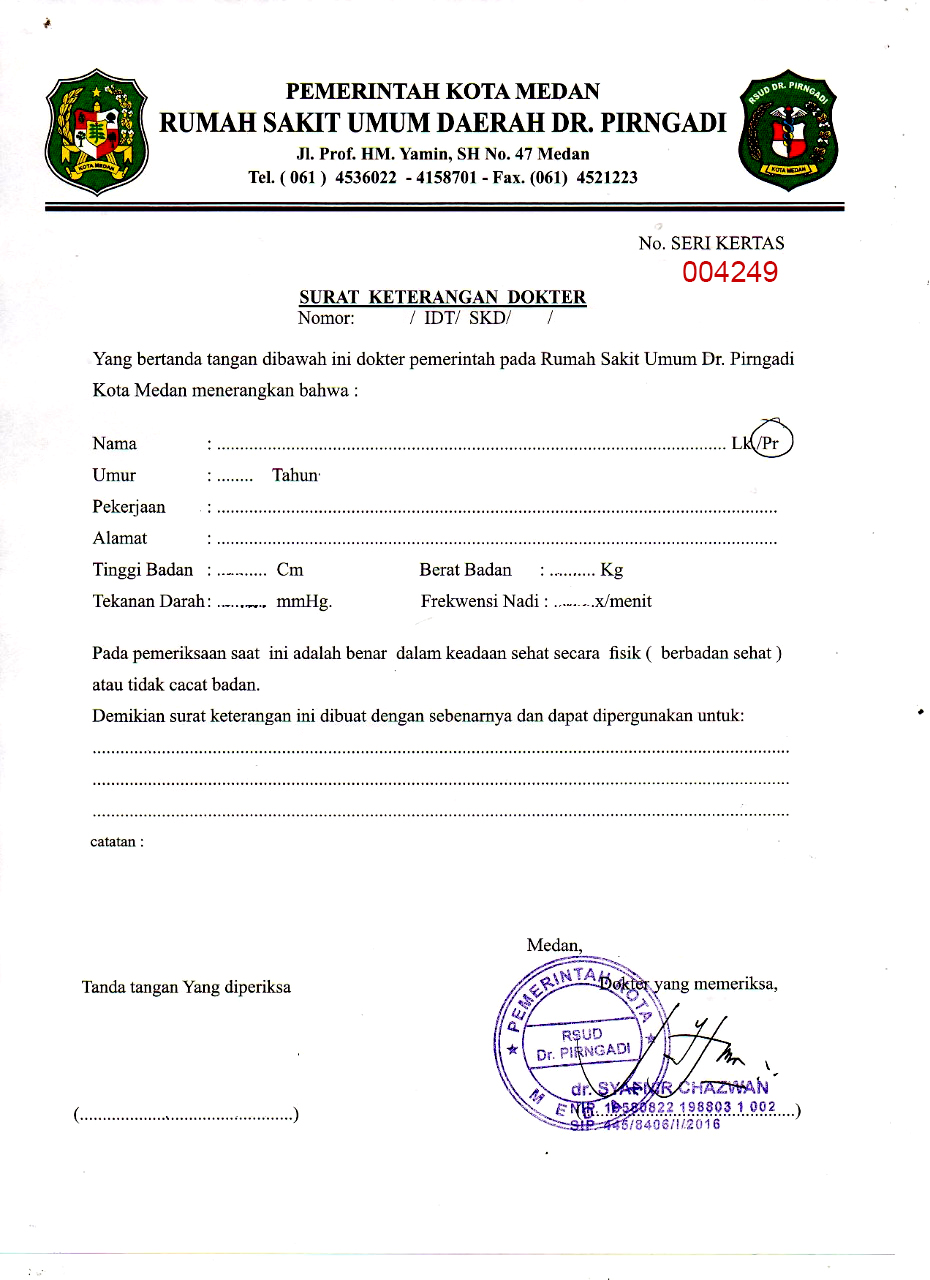 PEMERINTAH KOTA MEDAN
RUMAH SAKIT UMUM DAERAH DR. PIRNGADI
Jl. Prof. HM. Yamin, SH No. 47 Medan
Tel. ( 061 ) 4536022 - 4158701 - Fax. (061) 4521223
KOTA MEDAN
RSUD DR. PIRNGADI
KOTA MEDAN
No. SERI KERTAS
004249
SURAT KETERANGAN DOKTER
Nomor: / IDT/ SKD/ /
Yang bertanda tangan dibawah ini dokter pemerintah pada Rumah Sakit Umum Dr. Pirngadi
Kota Medan menerangkan bahwa :
Nama : ........................................................................ Lk/Pr
Umur : ........ Tahun
Pekerjaan : ........................................................................
Alamat : ........................................................................
Tinggi Badan : ........... Cm Berat Badan : .......... Kg
Tekanan Darah : ........... mmHg. Frekwensi Nadi : .........x/menit
Pada pemeriksaan saat ini adalah benar dalam keadaan sehat secara fisik ( berbadan sehat )
atau tidak cacat badan.
Demikian surat keterangan ini dibuat dengan sebenarnya dan dapat dipergunakan untuk:
........................................................................
........................................................................
........................................................................
catatan :
Medan,
Tanda tangan Yang diperiksa Dokter yang memeriksa,
PEMERINTAH KOTA
RSUD
Dr. PIRNGADI
dr. SYAFNIR CHAZWAN
(..............................................) NIP. 19580822 198803 1 002
SIP. 445/8406/I/2016